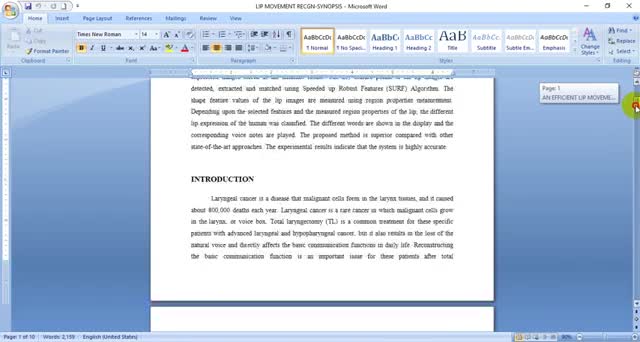 LIP MOVEMENT RECGN-SYNOPSIS - Microsoft Word
Home Insert Page Layout References Mailings Review View
Cut
Copy
Paste
Format Painter
Clipboard
Times New Roman 14
Font
Paragraph
AaBbCcDc AaBbCcDc AaBbCc AaBbCc AaB AaBbCc. AaBbCcDc
¶ Normal ¶ No Spaci... Heading 1 Heading 2 Title Subtitle Subtle Em... Emphasis
Change Styles
Styles
Find
Replace
Select
Editing
Page: 1
AN EFFICIENT LIP MOVEME...
detected, extracted and matched using Speeded up Robust Features (SURF) Algorithm. The
shape feature values of the lip images are measured using region properties measurement.
Depending upon the selected features and the measured region properties of the lip, the different
lip expression of the human was classified. The different words are shown in the display and the
corresponding voice notes are played. The proposed method is superior compared with other
state-of-the-art approaches. The experimental results indicate that the system is highly accurate.
INTRODUCTION
Laryngeal cancer is a disease that malignant cells form in the larynx tissues, and it caused
about 800,000 deaths each year. Laryngeal cancer is a rare cancer in which malignant cells grow
in the larynx, or voice box. Total laryngectomy (TL) is a common treatment for these specific
patients with advanced laryngeal and hypopharyngeal cancer, but it also results in the loss of the
natural voice and directly affects the basic communication functions in daily life. Reconstructing
the basic communication function is an important issue for these patients after total
Page: 1 of 10 Words: 2,159 English (United States) 90%